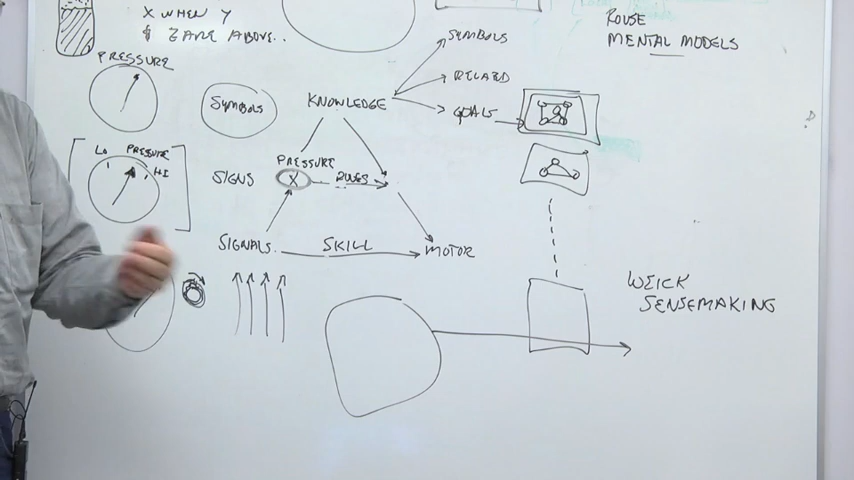 X WHEN Y
& Z ARE ABOVE..
PRESSURE
SYMBOLS
KNOWLEDGE
SYMBOLS
RELATD
GOALS
ROUSE
MENTAL MODELS
LO PRESSURE
HI
SIGNS
PRESSURE
X
RULES
SIGNALS
SKILL
MOTOR
WEICK
SENSEMAKING